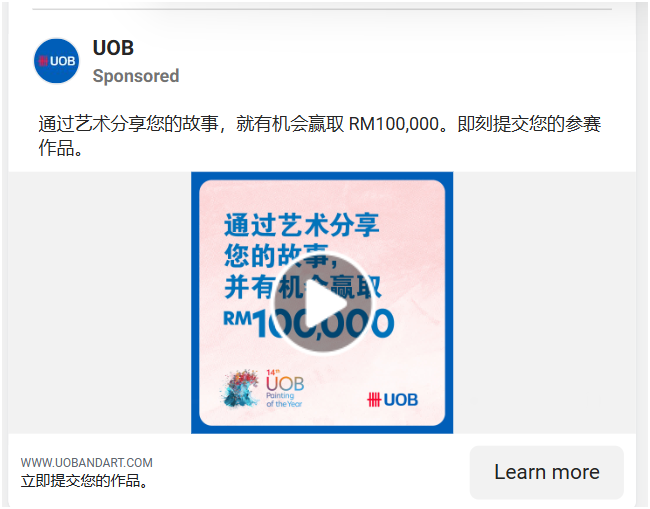 UOB
UOB
Sponsored
通过艺术分享您的故事，就有机会赢取 RM100,000。即刻提交您的参赛
作品。
通过艺术分享
您的故事，
并有机会赢取
RM100,000
14th
UOB
Painting
of the Year
UOB
WWW.UOBANDART.COM
立即提交您的作品。
Learn more